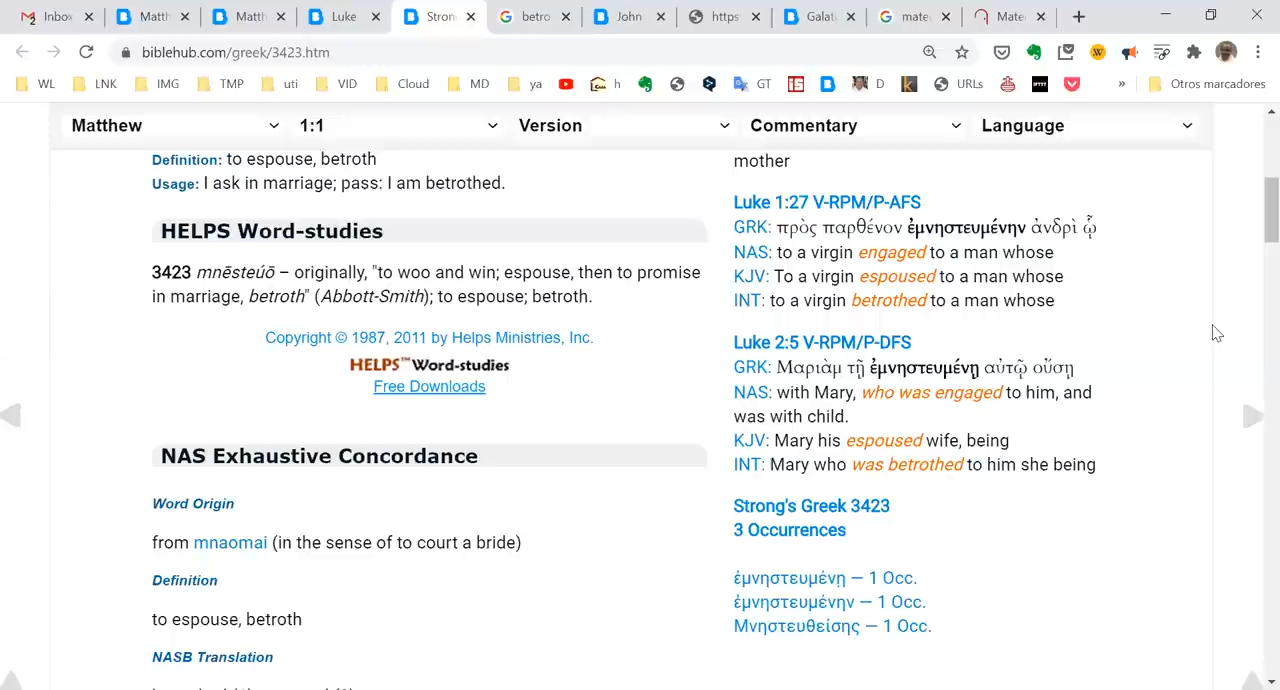 Inbox
Matth
Matth
Luke
Stron
betro
John
https
Galati
mate
Mate
biblehub.com/greek/3423.htm
WL LNK IMG TMP uti VID Cloud MD ya h GT D k URLs » Otros marcadores
Matthew 1:1 Version Commentary Language
Definition: to espouse, betroth
Usage: I ask in marriage; pass: I am betrothed.
HELPS Word-studies
3423 mnēsteúō – originally, "to woo and win; espouse, then to promise
in marriage, betroth" (Abbott-Smith); to espouse; betroth.
Copyright © 1987, 2011 by Helps Ministries, Inc.
HELPS™Word-studies
Free Downloads
NAS Exhaustive Concordance
Word Origin
from mnaomai (in the sense of to court a bride)
Definition
to espouse, betroth
NASB Translation
mother
Luke 1:27 V-RPM/P-AFS
GRK: πρὸς παρθένον ἐμνηστευμένην ἀνδρὶ ᾧ
NAS: to a virgin engaged to a man whose
KJV: To a virgin espoused to a man whose
INT: to a virgin betrothed to a man whose
Luke 2:5 V-RPM/P-DFS
GRK: Μαριὰμ τῇ ἐμνηστευμένῃ αὐτῷ οὔσῃ
NAS: with Mary, who was engaged to him, and
was with child.
KJV: Mary his espoused wife, being
INT: Mary who was betrothed to him she being
Strong's Greek 3423
3 Occurrences
ἐμνηστευμένῃ — 1 Occ.
ἐμνηστευμένην — 1 Occ.
Μνηστευθείσης — 1 Occ.